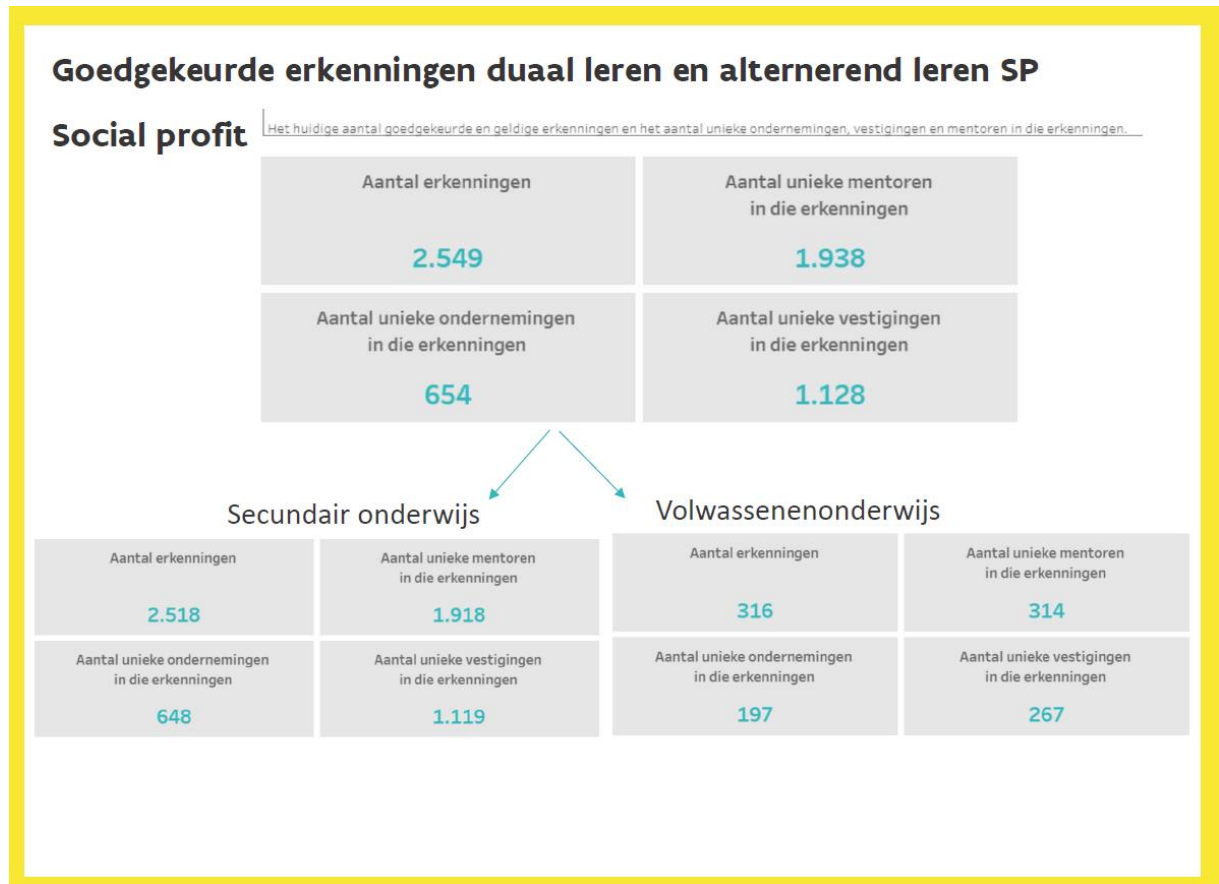 Goedgekeurde erkenningen duaal leren en alternerend leren SP
Social profit
Het huidige aantal goedgekeurde en geldige erkenningen en het aantal unieke ondernemingen, vestigingen en mentoren in die erkenningen.
Aantal erkenningen
2.549
Aantal unieke mentoren
in die erkenningen
1.938
Aantal unieke ondernemingen
in die erkenningen
654
Aantal unieke vestigingen
in die erkenningen
1.128
Secundair onderwijs
Aantal erkenningen
2.518
Aantal unieke mentoren
in die erkenningen
1.918
Aantal unieke ondernemingen
in die erkenningen
648
Aantal unieke vestigingen
in die erkenningen
1.119
Volwassenenonderwijs
Aantal erkenningen
316
Aantal unieke mentoren
in die erkenningen
314
Aantal unieke ondernemingen
in die erkenningen
197
Aantal unieke vestigingen
in die erkenningen
267